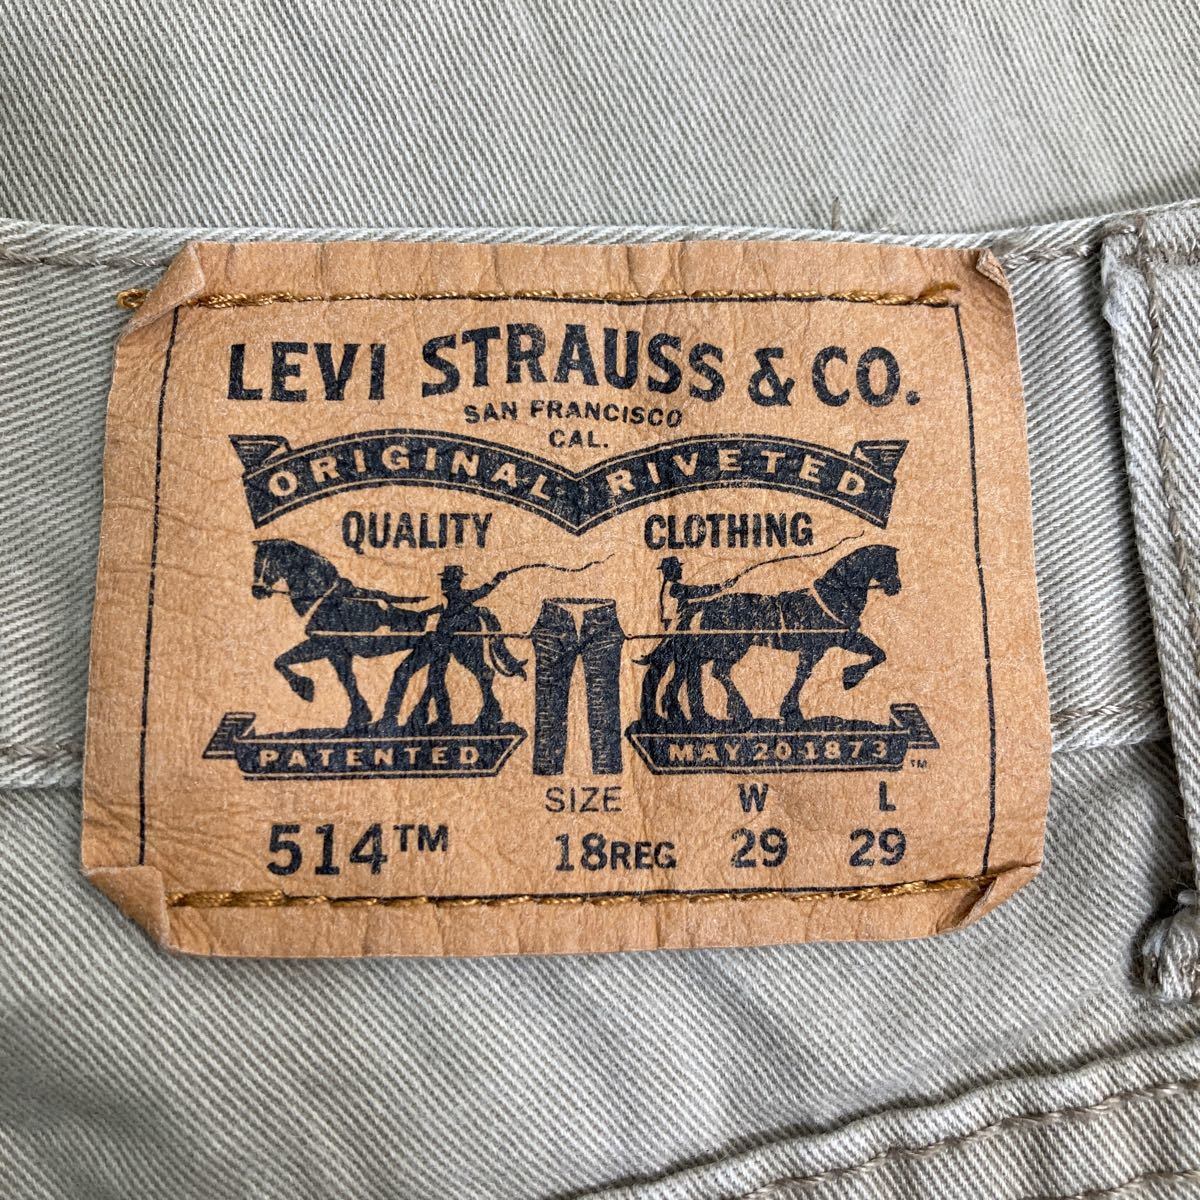 LEVI STRAUSS & CO.
SAN FRANCISCO
CAL.
ORIGINAL RIVETED
QUALITY CLOTHING
PATENTED MAY 20 1873 ™
SIZE W L
514™ 18REG 29 29